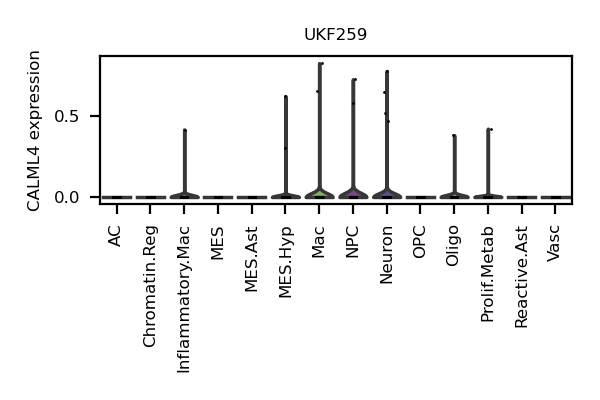 UKF259
CALML4 expression
0.5
0.0
AC
Chromatin.Reg
Inflammatory.Mac
MES
MES.Ast
MES.Hyp
Mac
NPC
Neuron
OPC
Oligo
Prolif.Metab
Reactive.Ast
Vasc